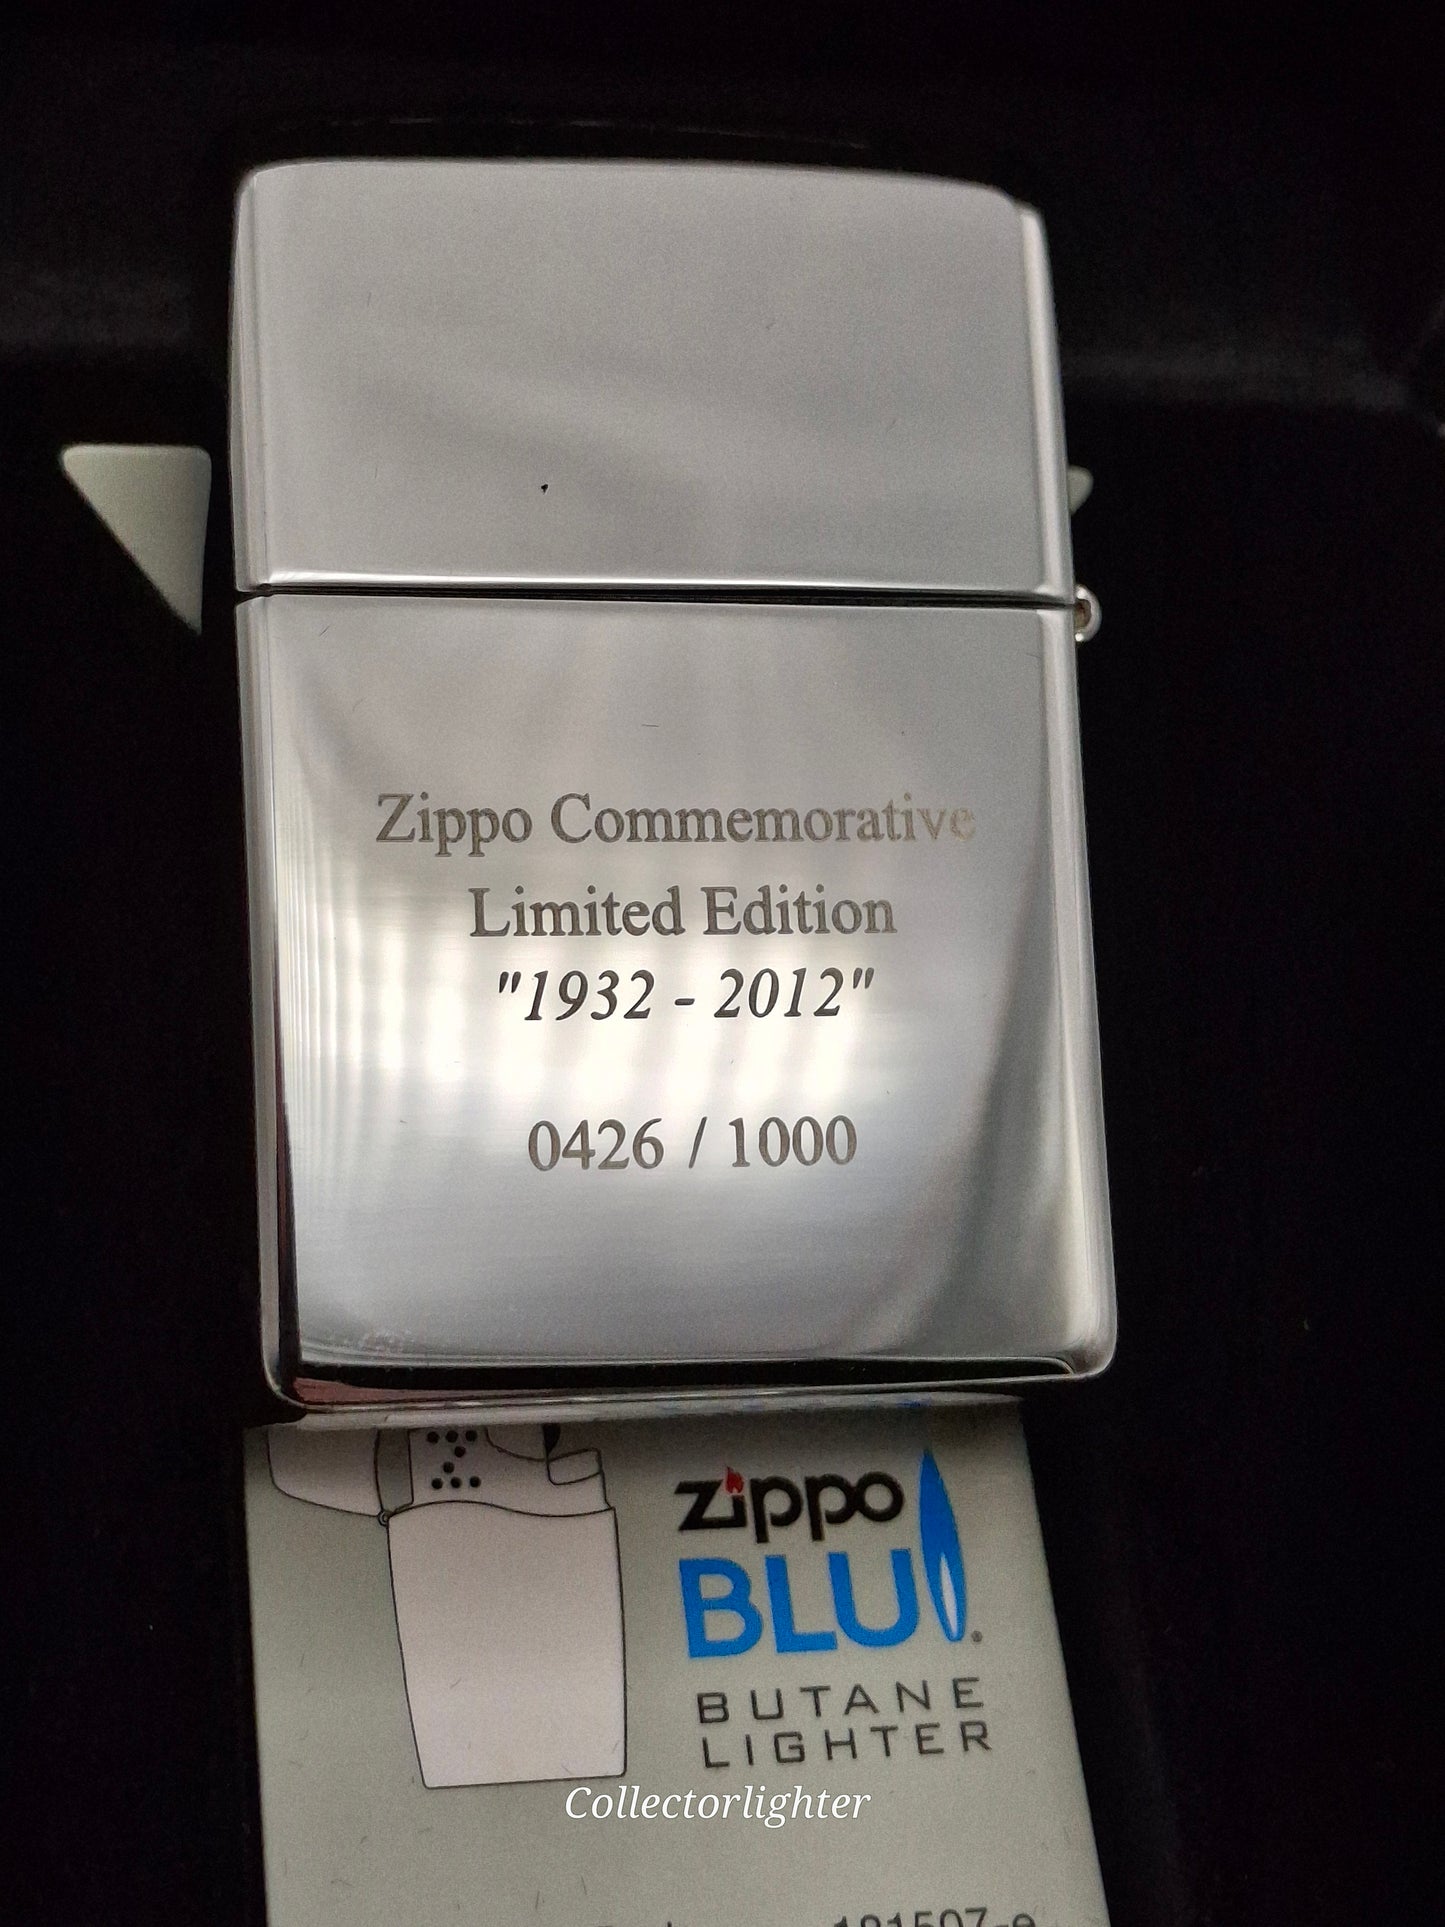 Zippo Commemorative
Limited Edition
"1932 - 2012"
0426 / 1000
zippo
BLU
BUTANE
LIGHTER
Collectorlighter